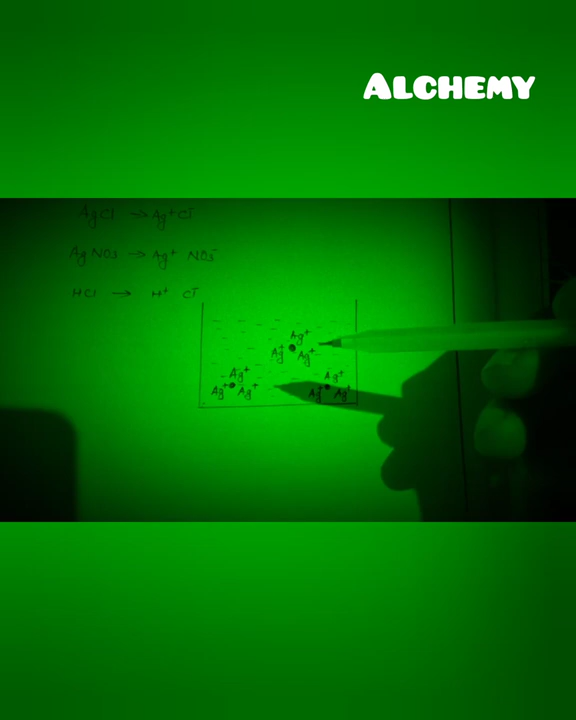 ALCHEMY
AgCl → Ag⁺ Cl⁻
AgNO3 → Ag⁺ NO3⁻
HCl → H⁺ Cl⁻
Ag⁺
Ag⁺ Ag⁺
Ag⁺ Ag⁺
Ag⁺ Ag⁺ Ag⁺ Ag⁺